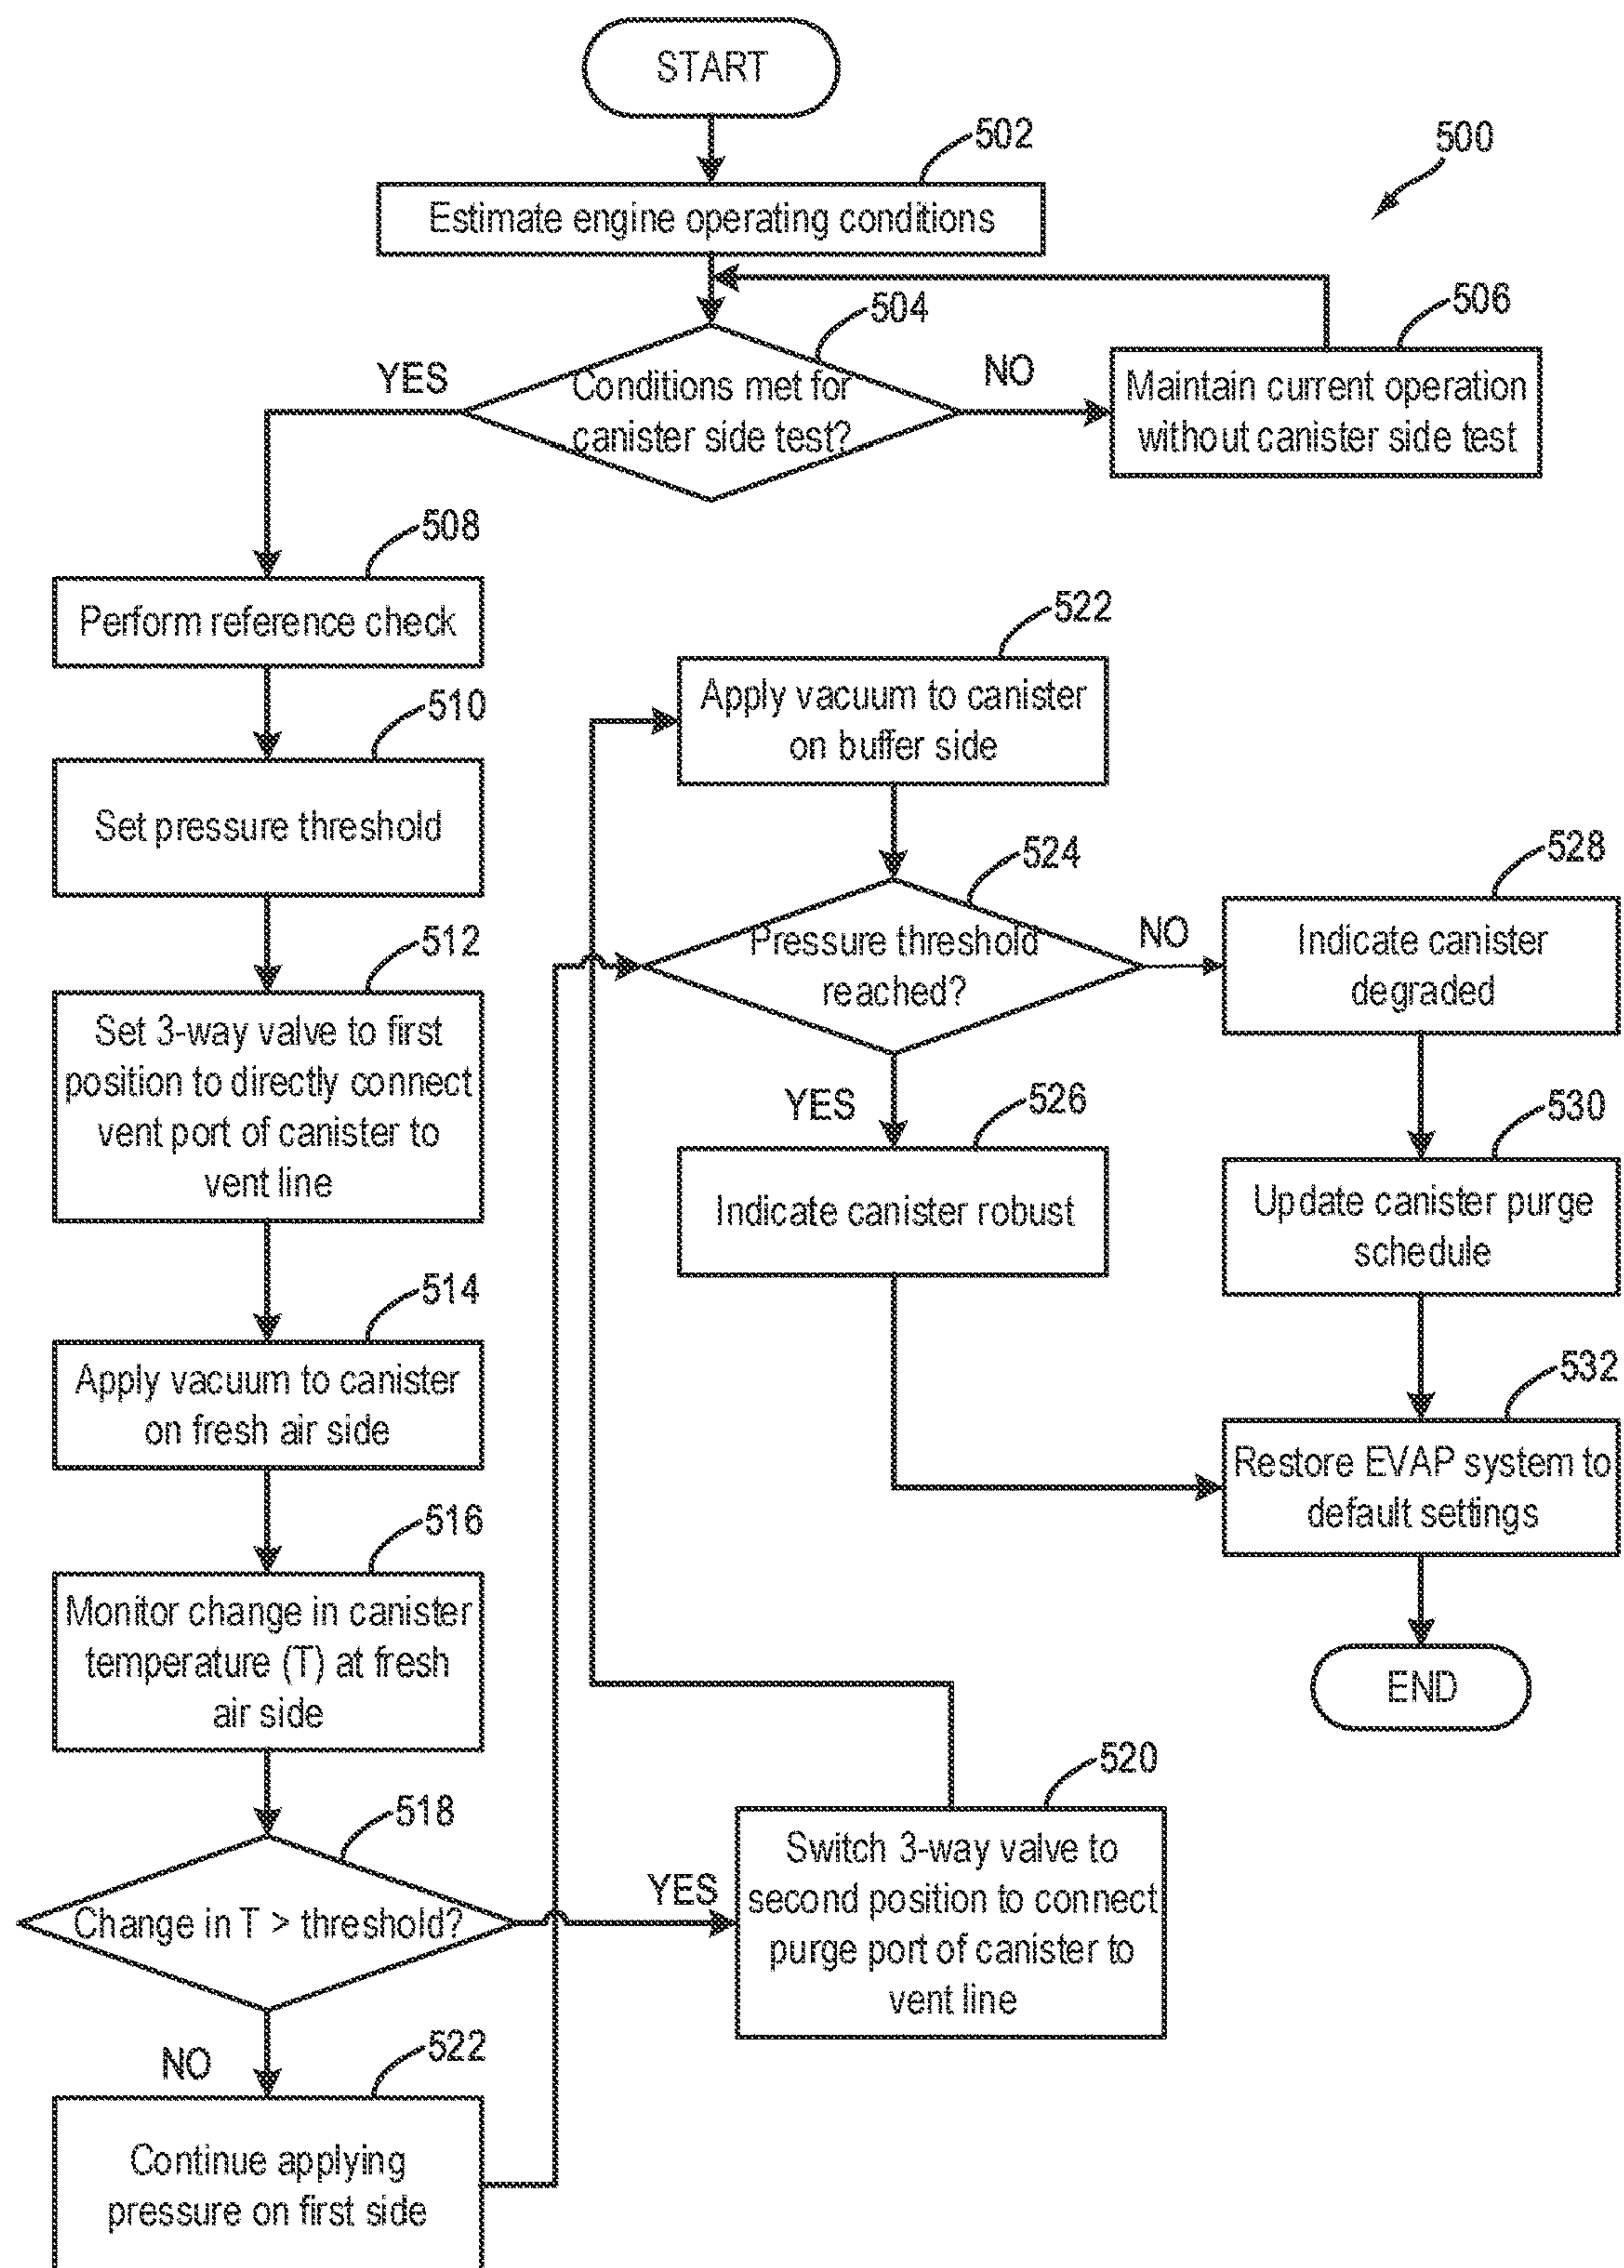 START
502
500
Estimate engine operating conditions
504
506
YES
Conditions met for
canister side test?
NO
Maintain current operation
without canister side test
508
Perform reference check
510
Set pressure threshold
512
Set 3-way valve to first
position to directly connect
vent port of canister to
vent line
514
Apply vacuum to canister
on fresh air side
516
Monitor change in canister
temperature (T) at fresh
air side
518
Change in T > threshold?
YES
520
Switch 3-way valve to
second position to connect
purge port of canister to
vent line
NO
522
Continue applying
pressure on first side
522
Apply vacuum to canister
on buffer side
524
Pressure threshold
reached?
NO
YES
526
Indicate canister robust
528
Indicate canister
degraded
530
Update canister purge
schedule
532
Restore EVAP system to
default settings
END